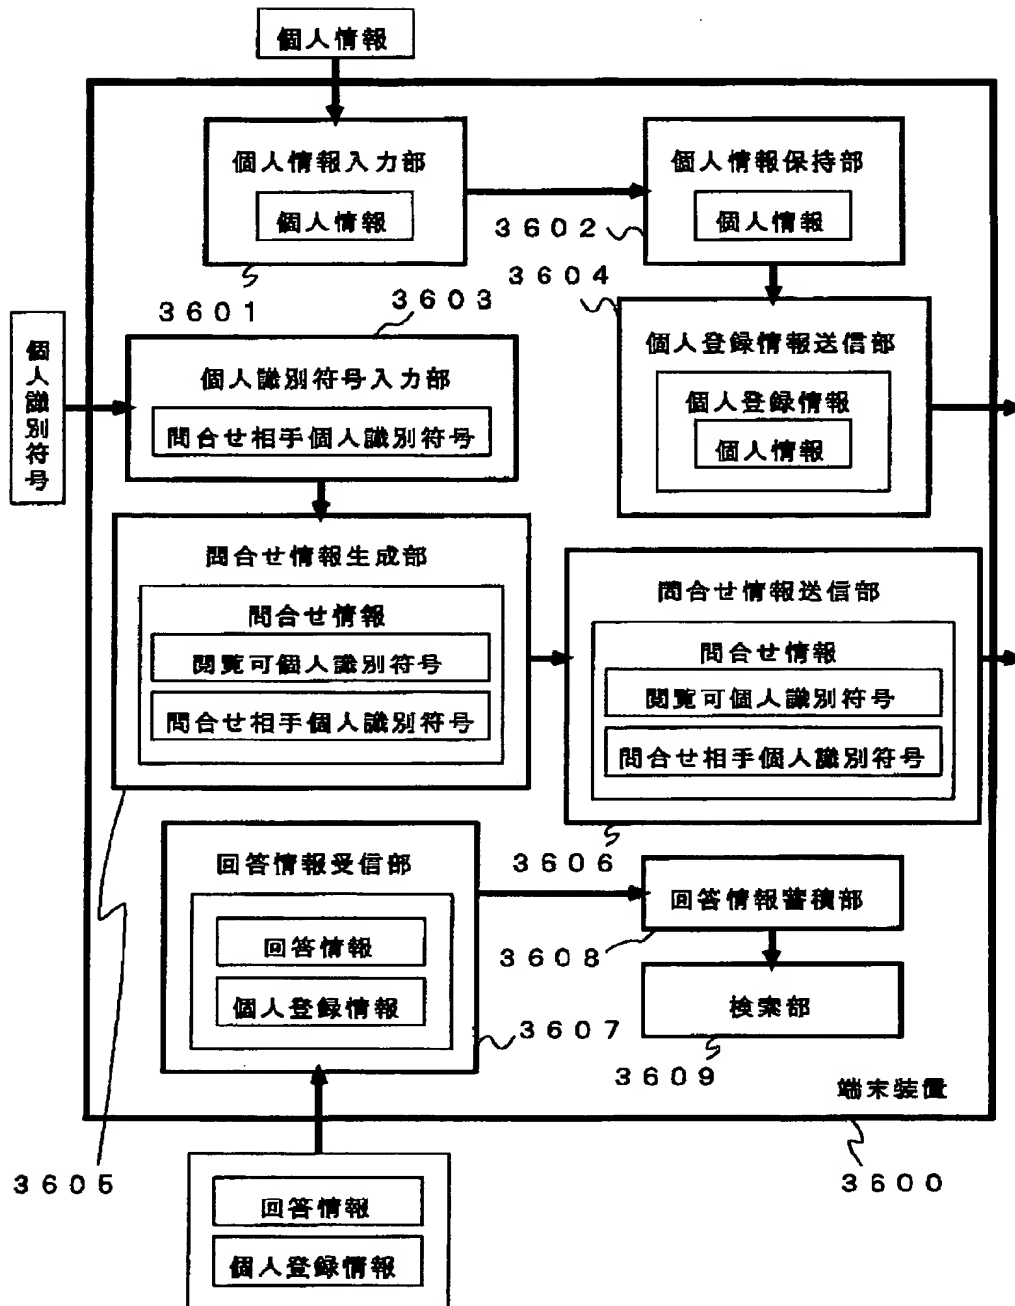 個人情報
個人情報入力部
個人情報
3601
個人情報保持部
個人情報
3602
3604
3603
個人識別符号
個人識別符号入力部
問合せ相手個人識別符号
個人登録情報送信部
個人登録情報
個人情報
問合せ情報生成部
問合せ情報
閲覧可個人識別符号
問合せ相手個人識別符号
問合せ情報送信部
問合せ情報
閲覧可個人識別符号
問合せ相手個人識別符号
3606
回答情報受信部
回答情報
個人登録情報
3607
回答情報蓄積部
3608
検索部
3609
端末装置
3605
3600
回答情報
個人登録情報